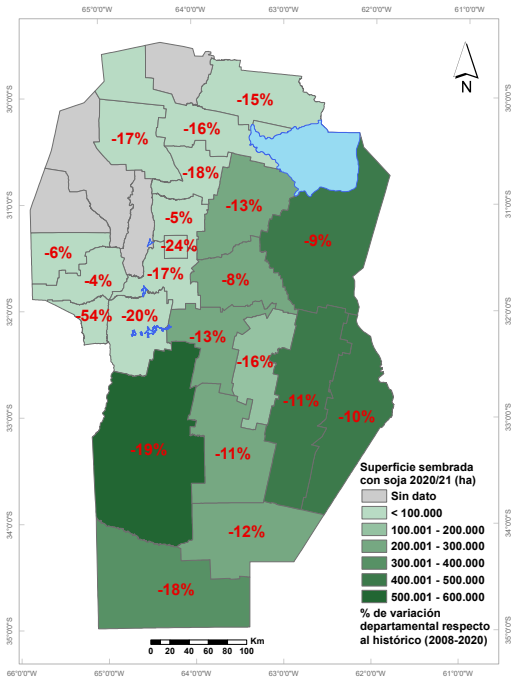 65°0'0"W 64°0'0"W 63°0'0"W 62°0'0"W 61°0'0"W
30°0'0"S 30°0'0"S
31°0'0"S 31°0'0"S
32°0'0"S 32°0'0"S
33°0'0"S 33°0'0"S
34°0'0"S 34°0'0"S
35°0'0"S 35°0'0"S
N
-15%
-17%
-16%
-18%
-13%
-5%
-24%
-9%
-6%
-4%
-17%
-8%
-54%
-20%
-13%
-16%
-11%
-10%
-19%
-11%
-12%
-18%
Superficie sembrada
con soja 2020/21 (ha)
Sin dato
< 100.000
100.001 - 200.000
200.001 - 300.000
300.001 - 400.000
400.001 - 500.000
500.001 - 600.000
% de variación
departamental respecto
al histórico (2008-2020)
Km
0 10 20 40 60 80 100
66°0'0"W 65°0'0"W 64°0'0"W 63°0'0"W 62°0'0"W 61°0'0"W